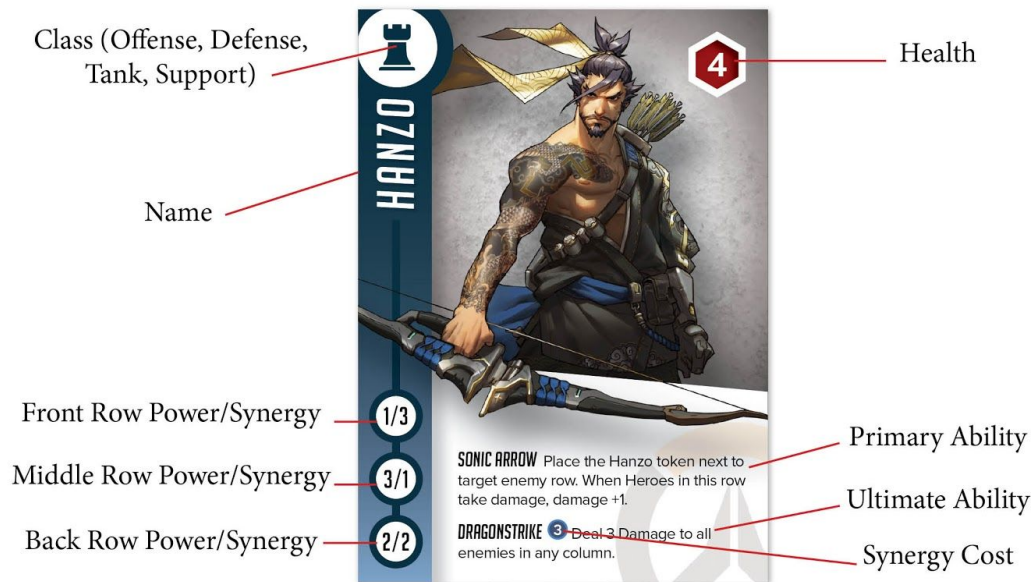 Class (Offense, Defense,
Tank, Support)
4
Health
HANZO
Name
Front Row Power/Synergy
1/3
Middle Row Power/Synergy
3/1
Back Row Power/Synergy
2/2
SONIC ARROW Place the Hanzo token next to
target enemy row. When Heroes in this row
take damage, damage +1.
DRAGONSTRIKE 3 Deal 3 Damage to all
enemies in any column.
Primary Ability
Ultimate Ability
Synergy Cost